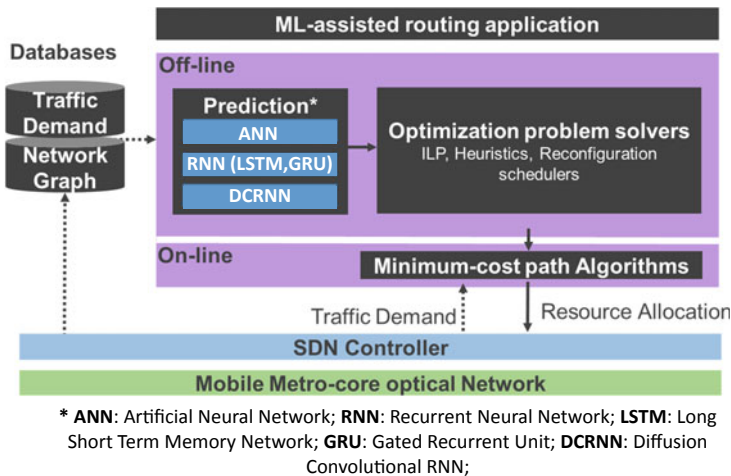 ML-assisted routing application
Databases
Off-line
Traffic
Demand
Network
Graph
Prediction*
ANN
RNN (LSTM,GRU)
DCRNN
Optimization problem solvers
ILP, Heuristics, Reconfiguration
schedulers
On-line
Minimum-cost path Algorithms
Traffic Demand
Resource Allocation
SDN Controller
Mobile Metro-core optical Network
* ANN: Artificial Neural Network; RNN: Recurrent Neural Network; LSTM: Long
Short Term Memory Network; GRU: Gated Recurrent Unit; DCRNN: Diffusion
Convolutional RNN;